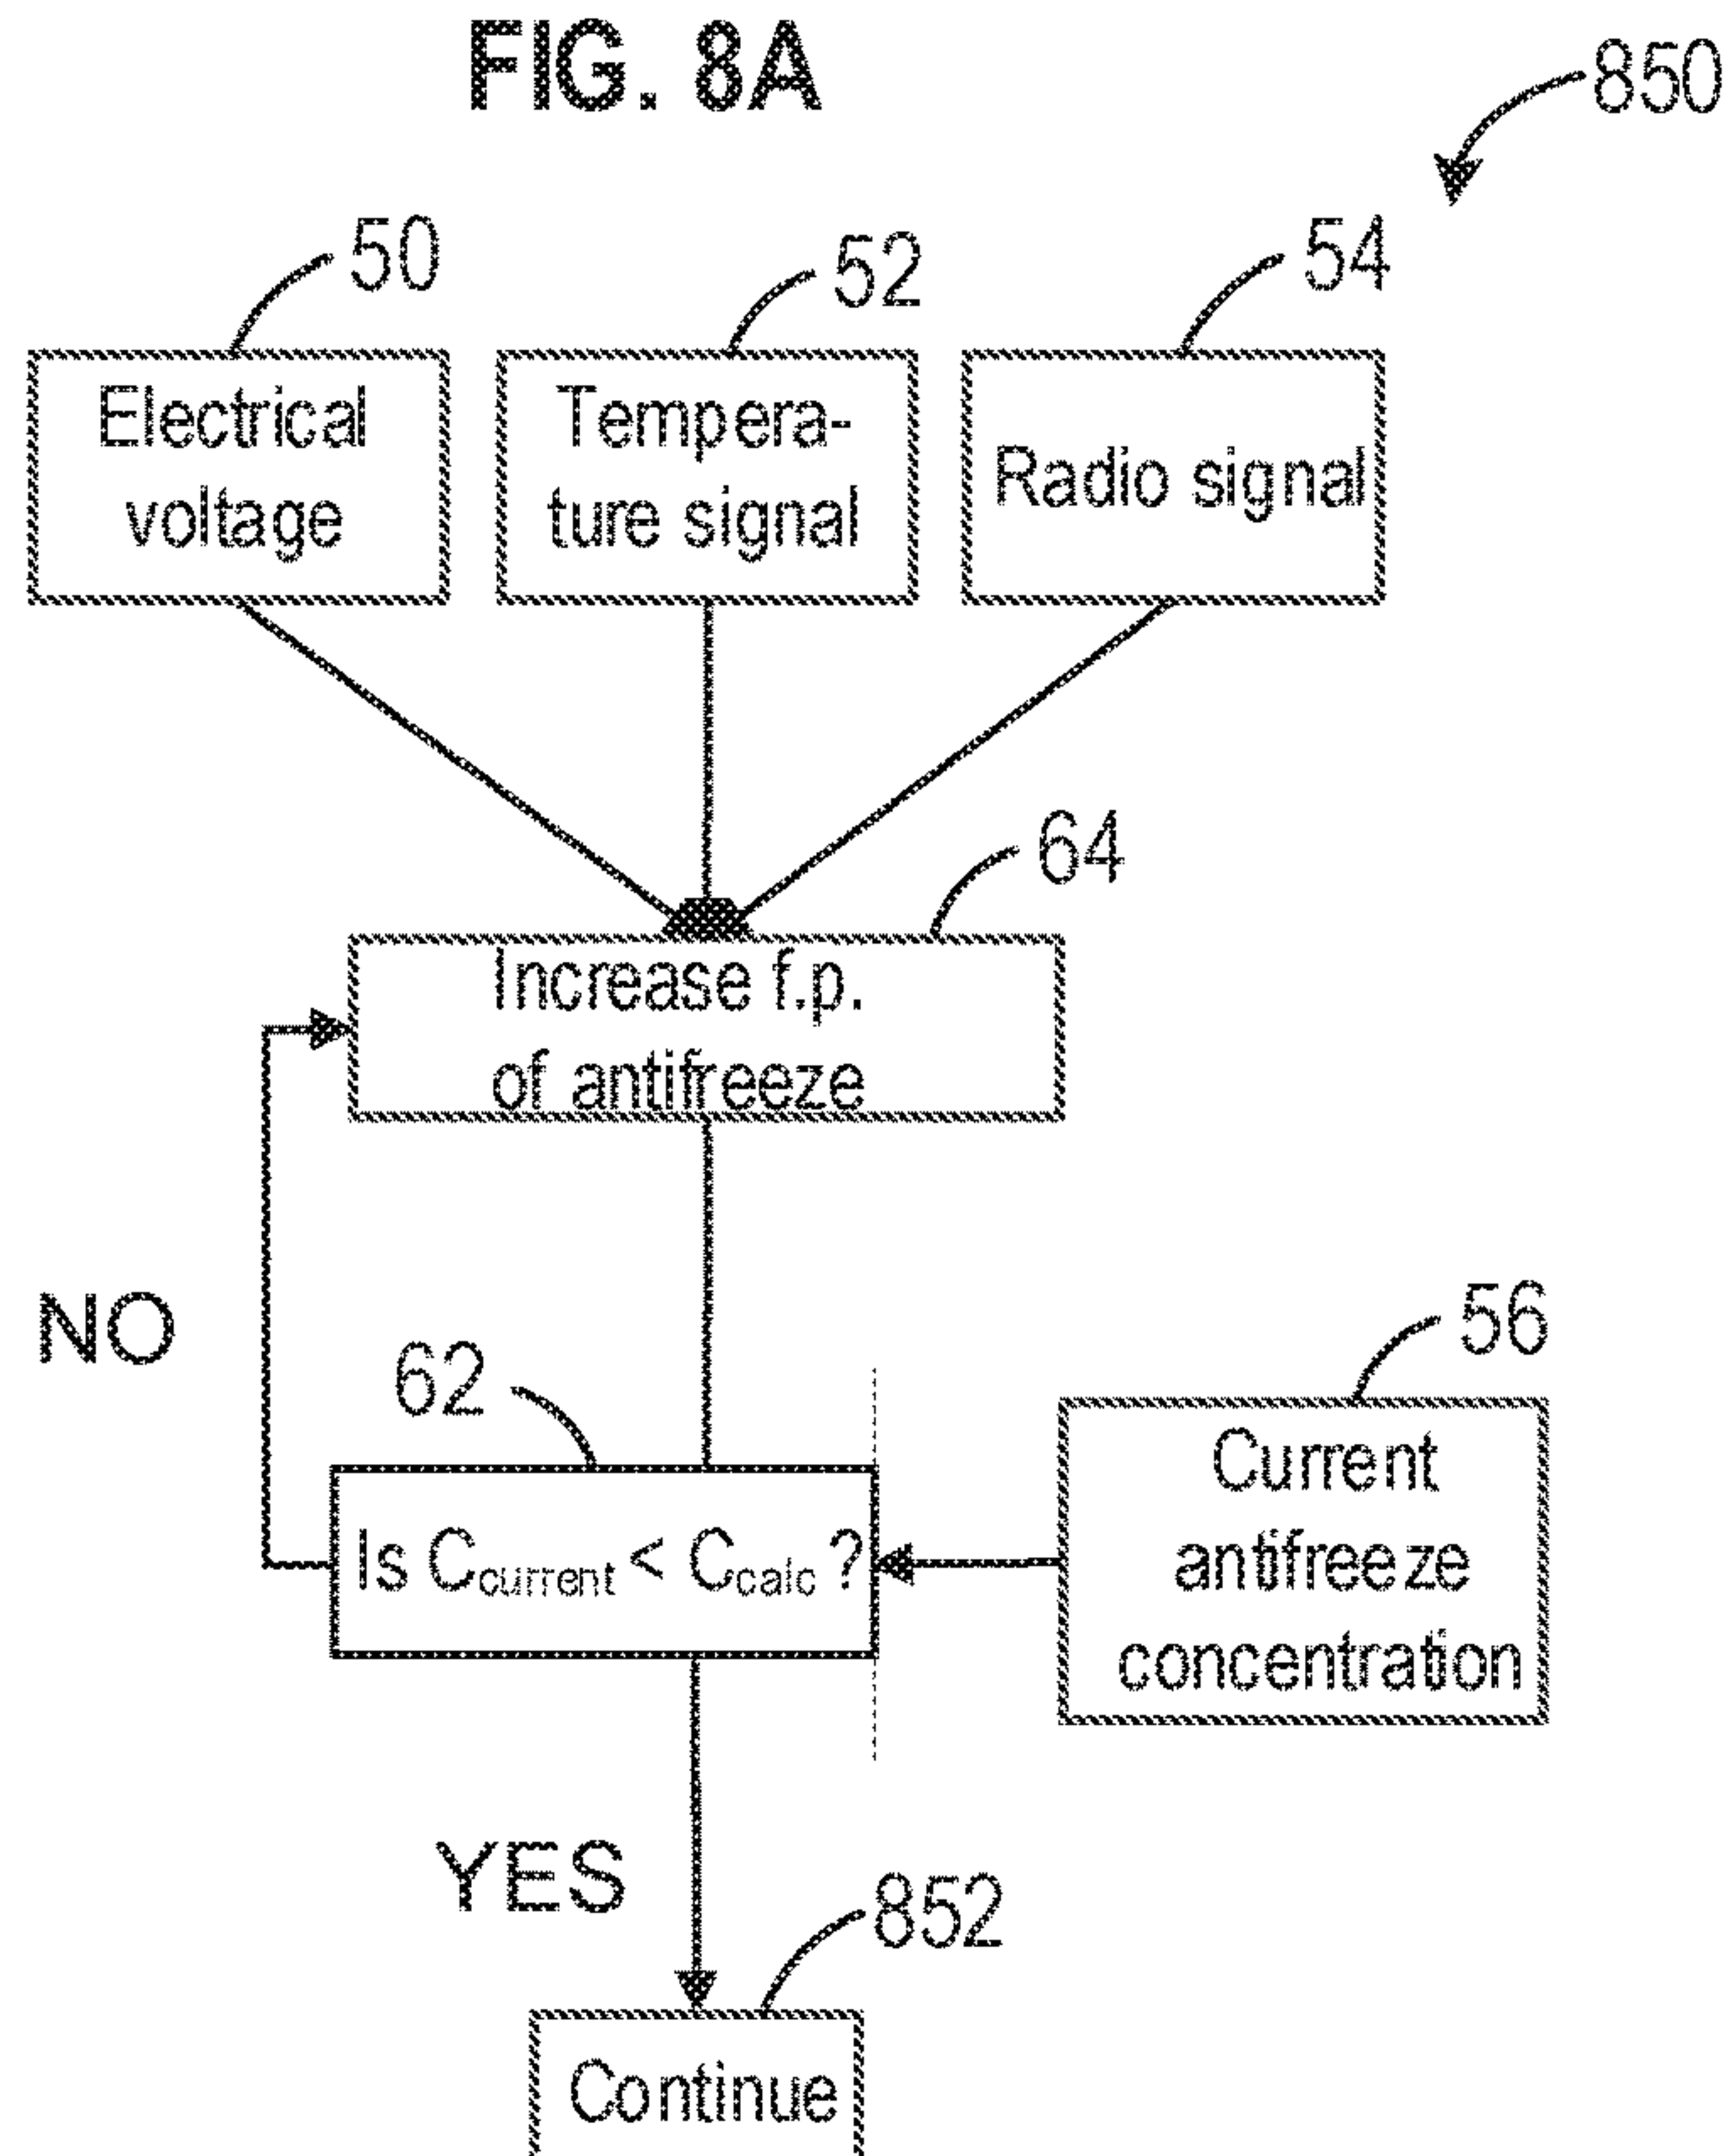 FIG. 8A
850
50
52
54
Electrical
voltage
Tempera-
ture signal
Radio signal
64
Increase f.p.
of antifreeze
NO
62
56
Is Ccurrent < Ccalc ?
Current
antifreeze
concentration
YES
852
Continue